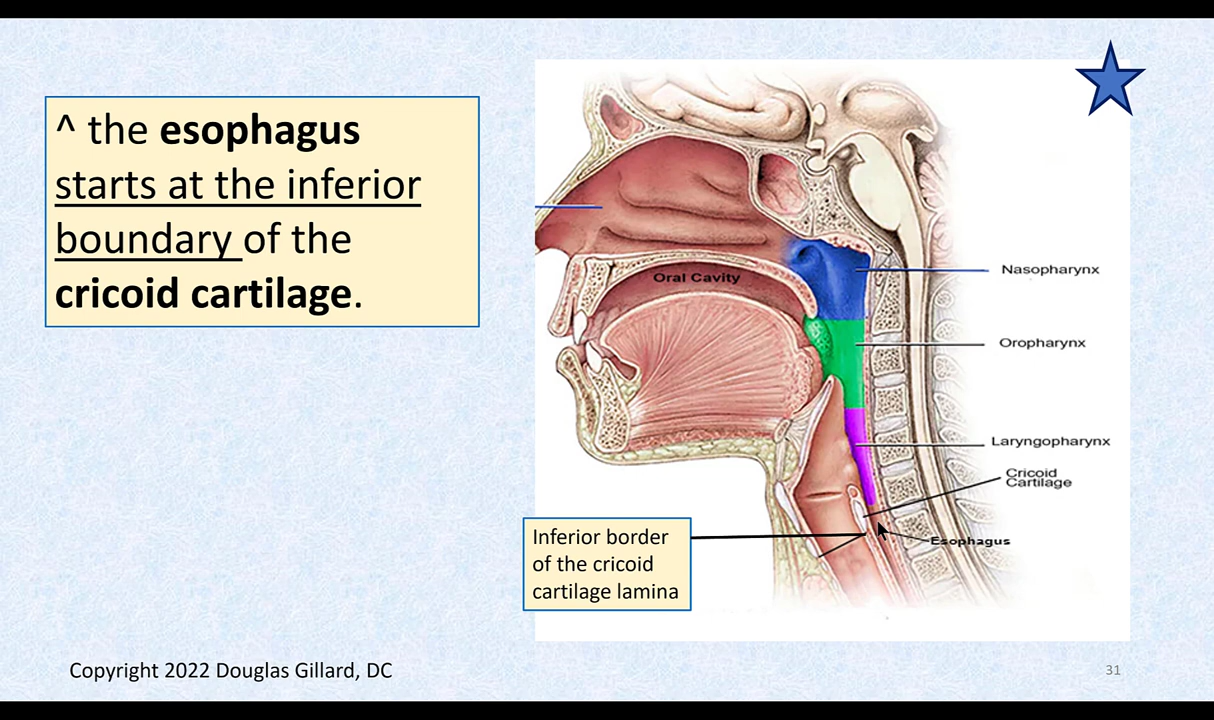 ^ the esophagus
starts at the inferior
boundary of the
cricoid cartilage.
Oral Cavity
Nasopharynx
Oropharynx
Laryngopharynx
Cricoid
Cartilage
Esophagus
Inferior border
of the cricoid
cartilage lamina
Copyright 2022 Douglas Gillard, DC
31